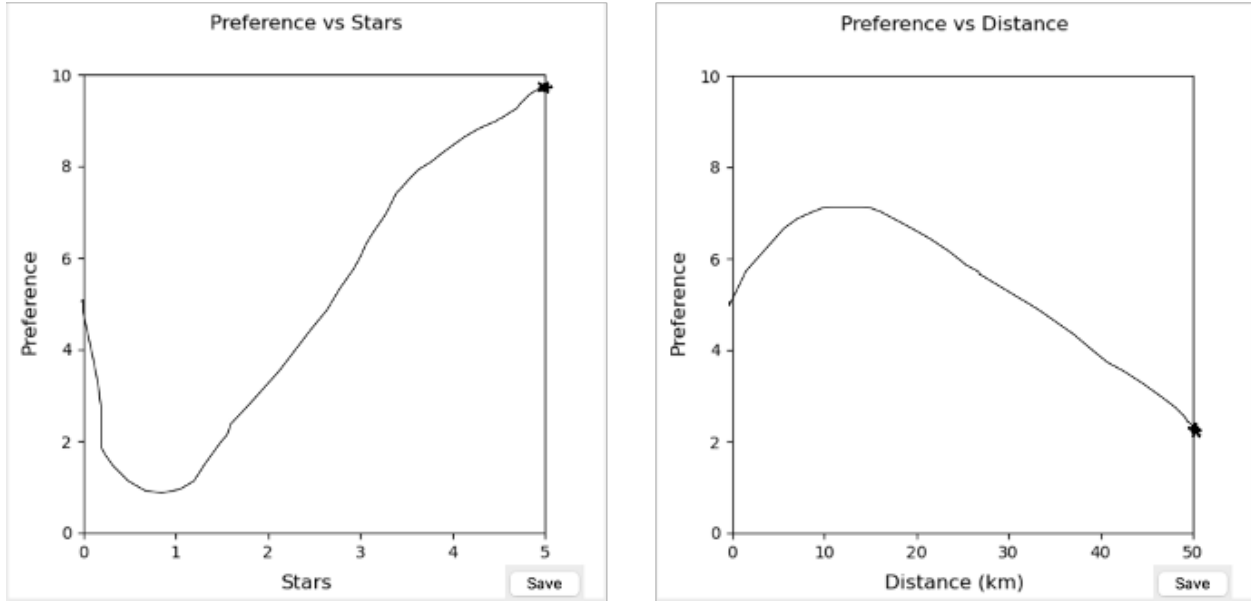 Preference vs Stars
10
8
6
4
2
0
Preference
0 1 2 3 4 5
Stars
Save
Preference vs Distance
10
8
6
4
2
0
Preference
0 10 20 30 40 50
Distance (km)
Save